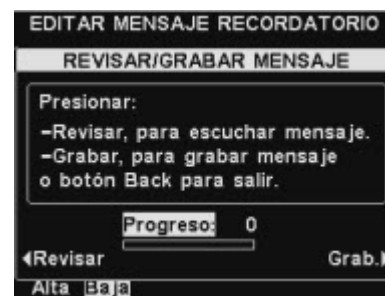 EDITAR MENSAJE RECORDATORIO
REVISAR/GRABAR MENSAJE
Presionar:
-Revisar, para escuchar mensaje.
-Grabar, para grabar mensaje
o botón Back para salir.
Progreso: 0
Revisar Grab.
Alta Baja